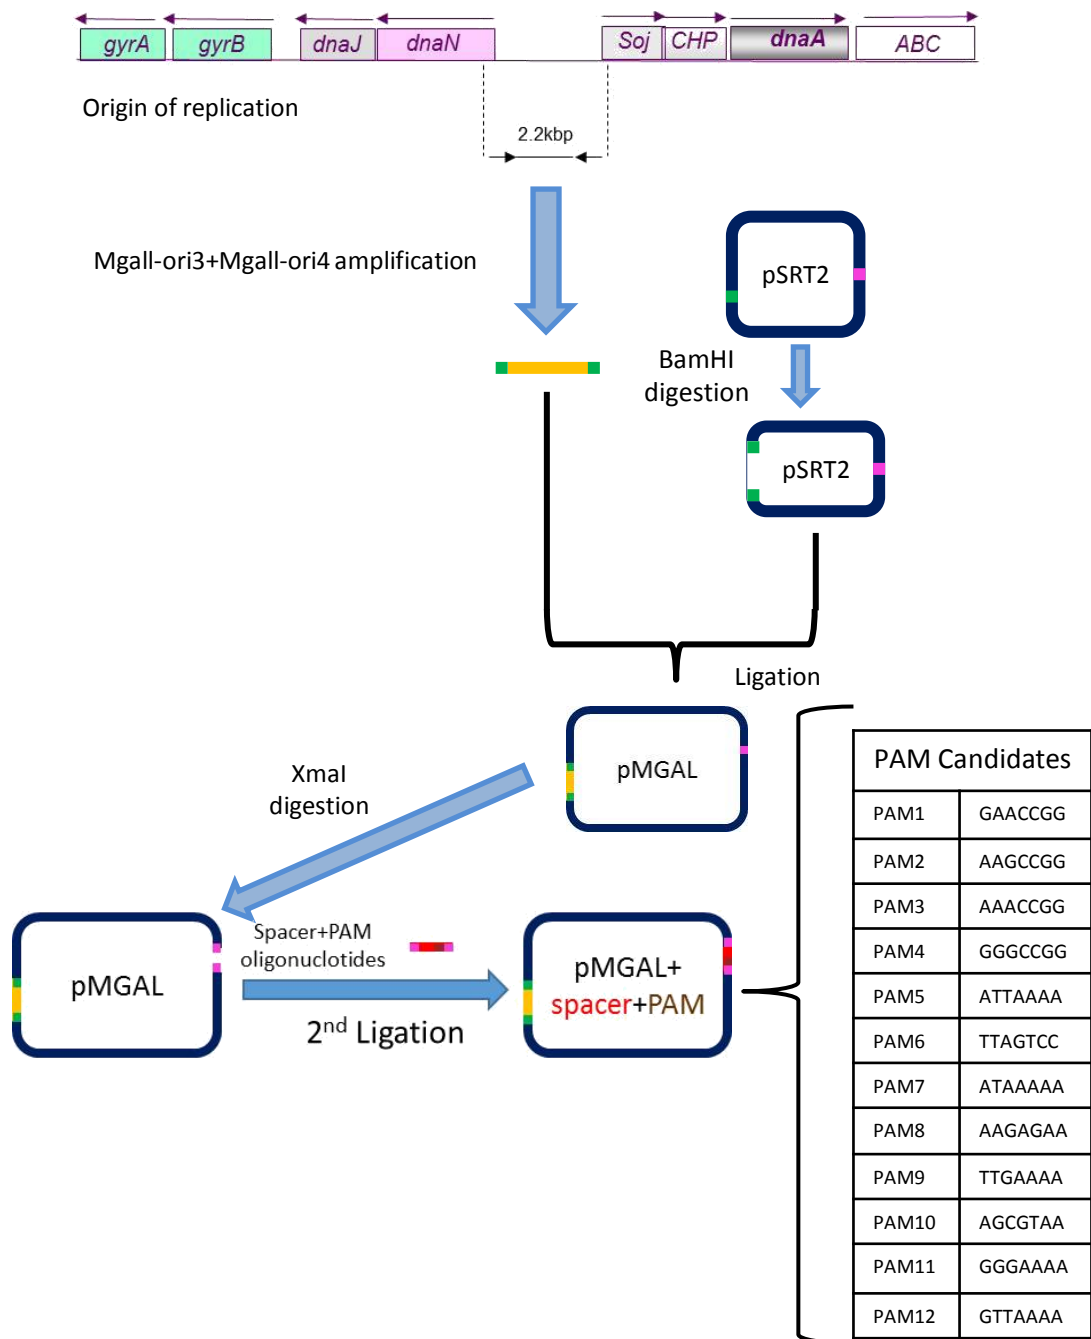 gyrA gyrB dnaJ dnaN Soj CHP dnaA ABC
Origin of replication
2.2kbp
Mgall-ori3+Mgall-ori4 amplification
pSRT2
BamHI
digestion
pSRT2
Ligation
pMGAL
XmaI
digestion
PAM Candidates
PAM1 GAACCGG
PAM2 AAGCCGG
PAM3 AAACCGG
PAM4 GGGCCGG
PAM5 ATTAAAA
PAM6 TTAGTCC
PAM7 ATAAAAA
PAM8 AAGAGAA
PAM9 TTGAAAA
PAM10 AGCGTAA
PAM11 GGGAAAA
PAM12 GTTAAAA
pMGAL
Spacer+PAM
oligonuclotides
2nd Ligation
pMGAL+
spacer+PAM